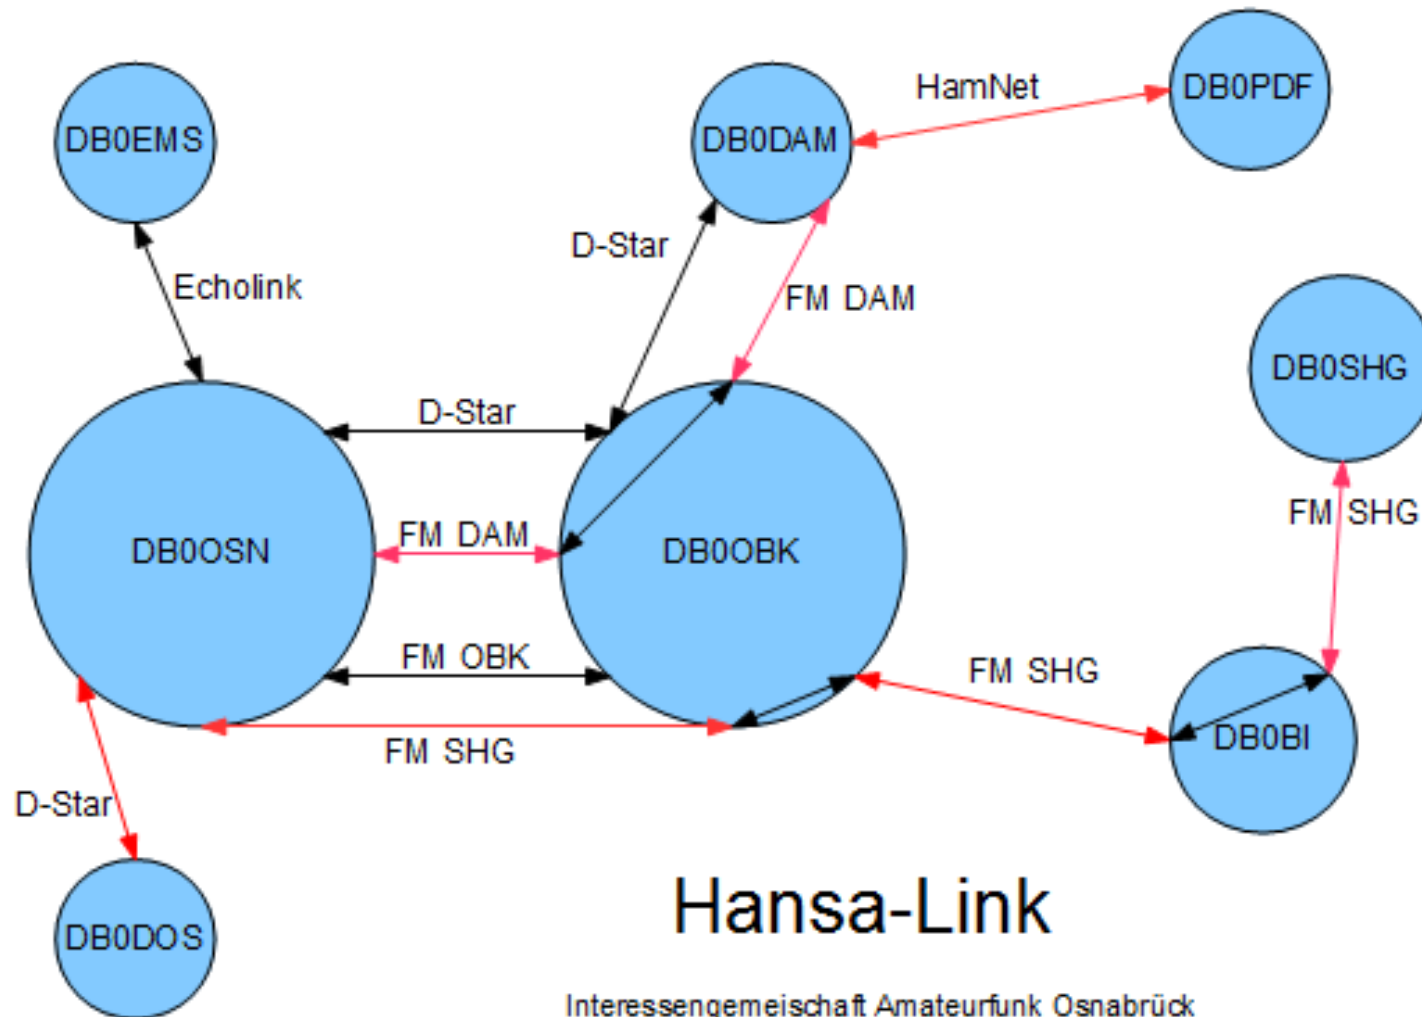 HamNet
DB0PDF
DB0EMS
DB0DAM
D-Star
Echolink
FM DAM
DB0SHG
D-Star
FM SHG
FM DAM
DB0OSN
DB0OBK
FM OBK
FM SHG
DB0BI
FM SHG
D-Star
Hansa-Link
DB0DOS
Interessengemeischaft Amateurfunk Osnabrück